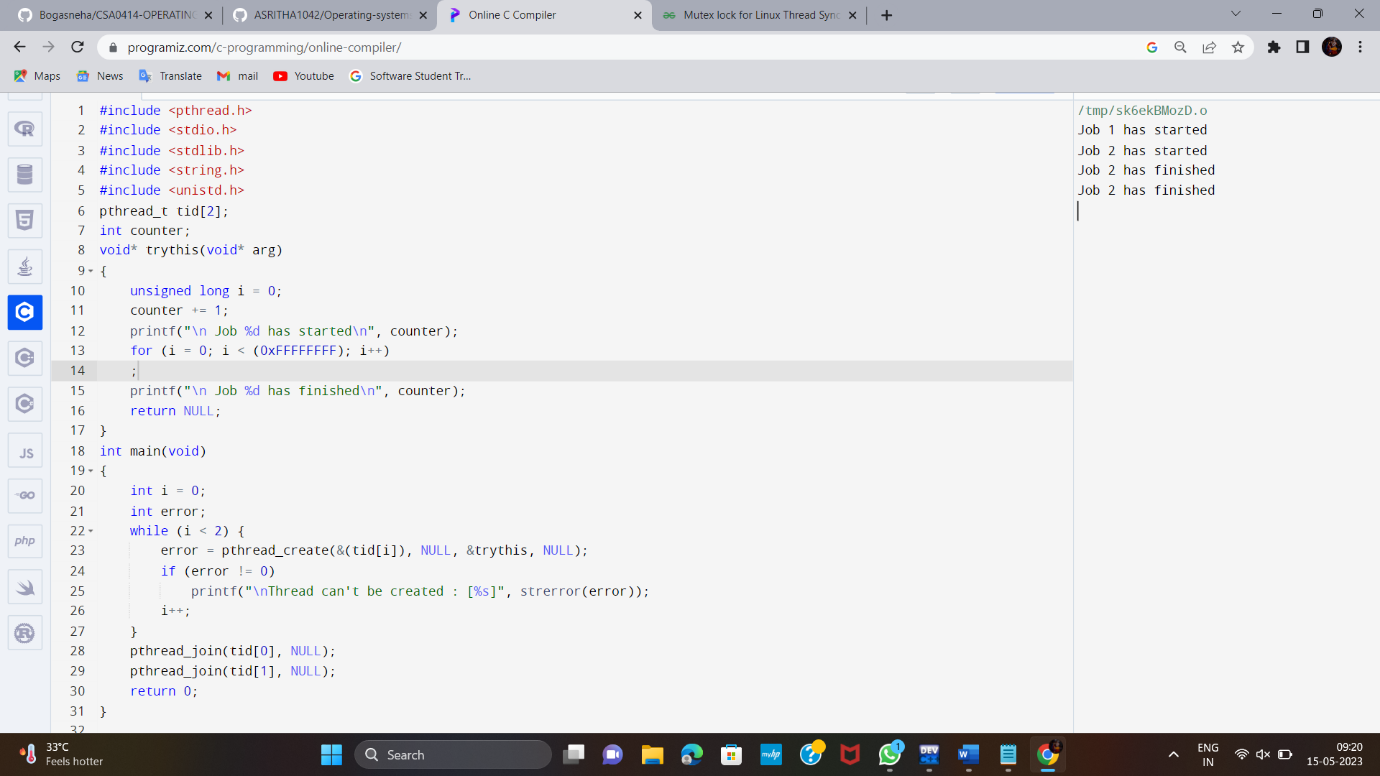 Bogasneha/CSA0414-OPERATING
ASRITHA1042/Operating-systems
Online C Compiler
Mutex lock for Linux Thread Sync
programiz.com/c-programming/online-compiler/
Maps
News
Translate
mail
Youtube
Software Student Tr...
1 #include <pthread.h>
2 #include <stdio.h>
3 #include <stdlib.h>
4 #include <string.h>
5 #include <unistd.h>
6 pthread_t tid[2];
7 int counter;
8 void* trythis(void* arg)
9 {
10 unsigned long i = 0;
11 counter += 1;
12 printf("\n Job %d has started\n", counter);
13 for (i = 0; i < (0xFFFFFFFF); i++)
14 ;
15 printf("\n Job %d has finished\n", counter);
16 return NULL;
17 }
18 int main(void)
19 {
20 int i = 0;
21 int error;
22 while (i < 2) {
23 error = pthread_create(&(tid[i]), NULL, &trythis, NULL);
24 if (error != 0)
25 printf("\nThread can't be created : [%s]", strerror(error));
26 i++;
27 }
28 pthread_join(tid[0], NULL);
29 pthread_join(tid[1], NULL);
30 return 0;
31 }
32
/tmp/sk6ekBMozD.o
Job 1 has started
Job 2 has started
Job 2 has finished
Job 2 has finished
JS
GO
php
33°C
Feels hotter
Search
myhp
DEV
W
1
ENG
IN
09:20
15-05-2023